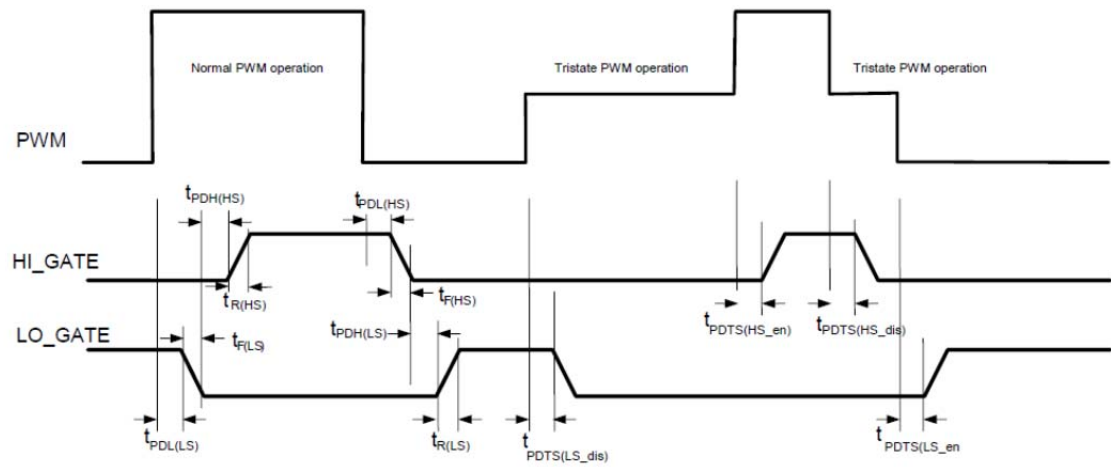 Normal PWM operation
Tristate PWM operation
Tristate PWM operation
PWM
tPDH(HS)
tPDL(HS)
HI_GATE
tR(HS)
tF(HS)
tPDH(LS)
tPDTS(HS_en)
tPDTS(HS_dis)
LO_GATE
tF(LS)
tPDL(LS)
tR(LS)
tPDTS(LS_dis)
tPDTS(LS_en